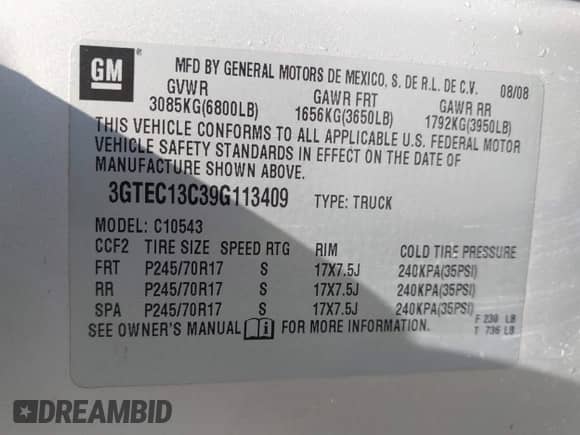 GM
MFD BY GENERAL MOTORS DE MEXICO, S. DE R.L. DE C.V. 08/08
GVWR GAWR FRT GAWR RR
3085KG(6800LB) 1656KG(3650LB) 1792KG(3950LB)
THIS VEHICLE CONFORMS TO ALL APPLICABLE U.S. FEDERAL MOTOR
VEHICLE SAFETY STANDARDS IN EFFECT ON THE DATE OF
MANUFACTURE SHOWN ABOVE.
3GTEC13C39G113409 TYPE: TRUCK
MODEL: C10543
CCF2 TIRE SIZE SPEED RTG RIM COLD TIRE PRESSURE
FRT P245/70R17 S 17X7.5J 240KPA(35PSI)
RR P245/70R17 S 17X7.5J 240KPA(35PSI)
SPA P245/70R17 S 17X7.5J 240KPA(35PSI)
SEE OWNER'S MANUAL i FOR MORE INFORMATION.
F 230 LB
T 736 LB
DREAMBID